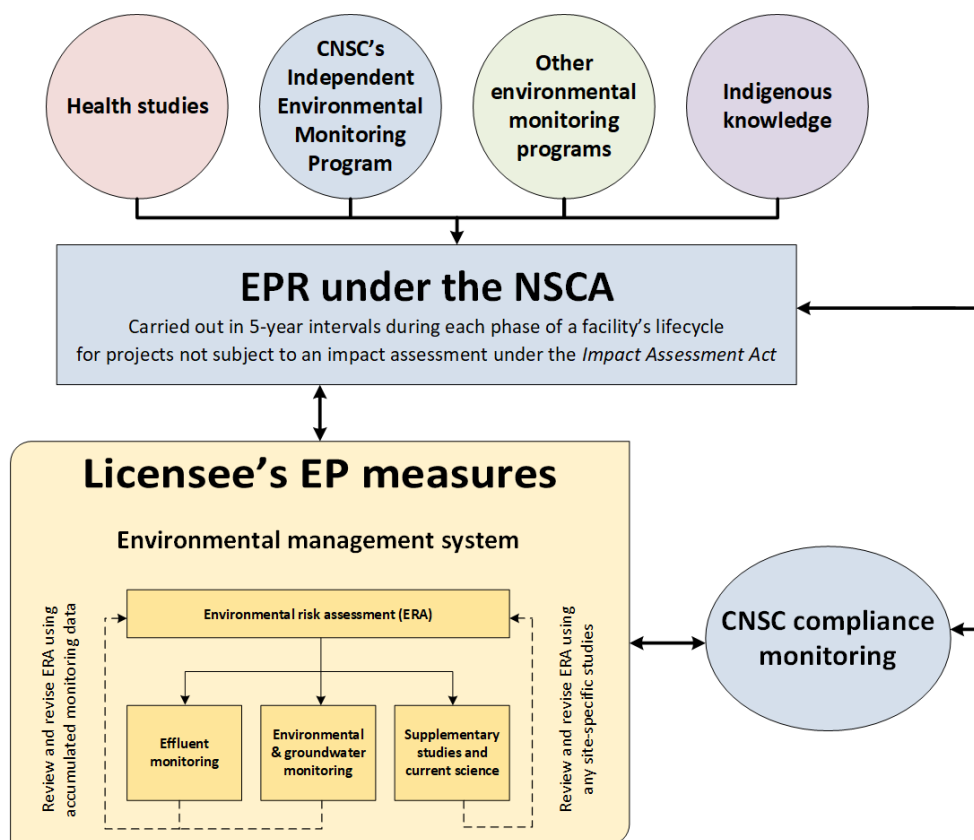 Health studies
CNSC's
Independent
Environmental
Monitoring
Program
Other
environmental
monitoring
programs
Indigenous
knowledge
EPR under the NSCA
Carried out in 5-year intervals during each phase of a facility's lifecycle
for projects not subject to an impact assessment under the Impact Assessment Act
Licensee's EP measures
Environmental management system
Review and revise ERA using
accumulated monitoring data
Environmental risk assessment (ERA)
Effluent
monitoring
Environmental
& groundwater
monitoring
Supplementary
studies and
current science
Review and revise ERA using
any site-specific studies
CNSC compliance
monitoring